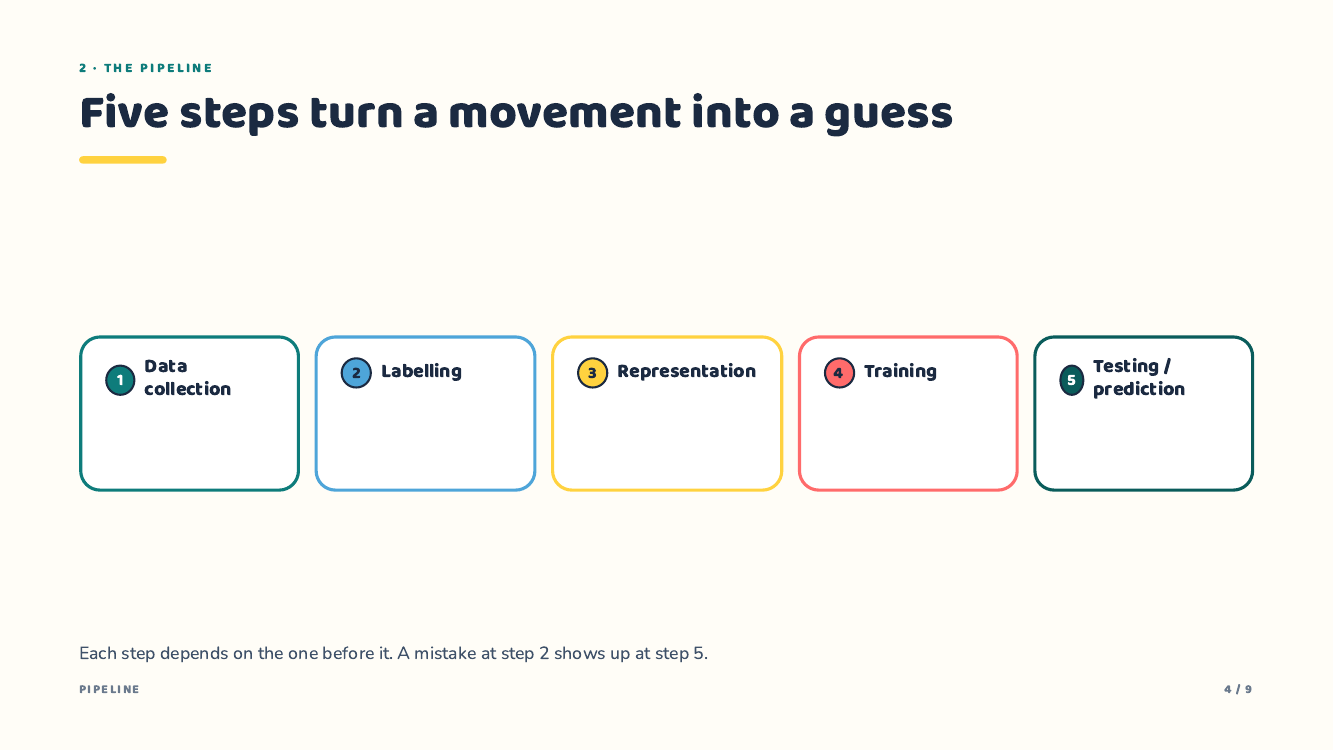 2 · THE PIPELINE
Five steps turn a movement into a guess
1
Data
collection
2
Labelling
3
Representation
4
Training
5
Testing /
prediction
Each step depends on the one before it. A mistake at step 2 shows up at step 5.
PIPELINE
4 / 9